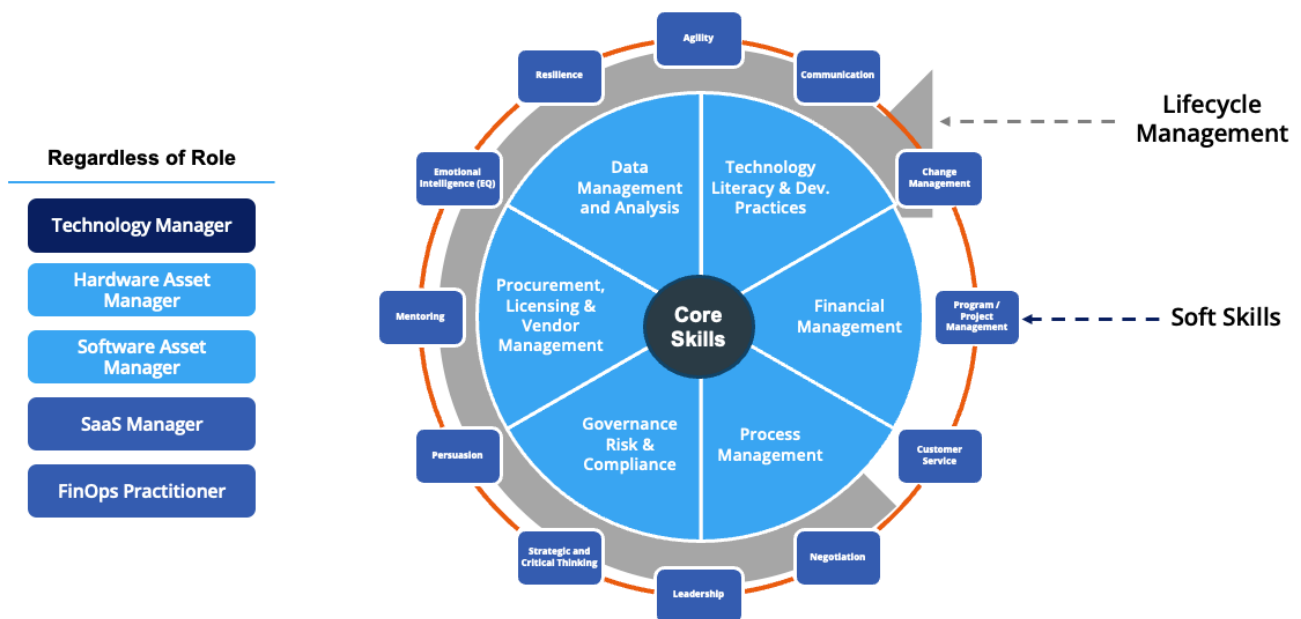 Regardless of Role
Technology Manager
Hardware Asset
Manager
Software Asset
Manager
SaaS Manager
FinOps Practitioner
Agility
Communication
Change
Management
Program /
Project
Management
Customer
Service
Negotiation
Leadership
Strategic and
Critical Thinking
Persuasion
Mentoring
Emotional
Intelligence (EQ)
Resilience
Data
Management
and Analysis
Technology
Literacy & Dev.
Practices
Financial
Management
Process
Management
Governance
Risk &
Compliance
Procurement,
Licensing &
Vendor
Management
Core
Skills
Lifecycle
Management
Soft Skills